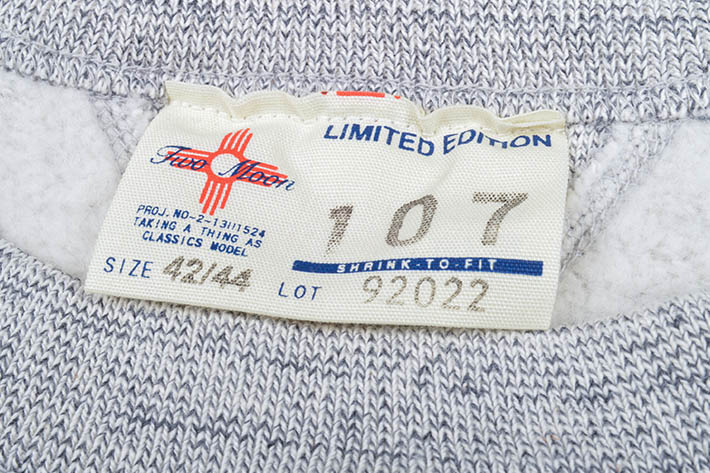 LIMITED EDITION
Two Moon
PROJ. NO-2-13111524
TAKING A THING AS
CLASSICS MODEL
107
SHRINK-TO-FIT
SIZE 42/44
LOT 92022